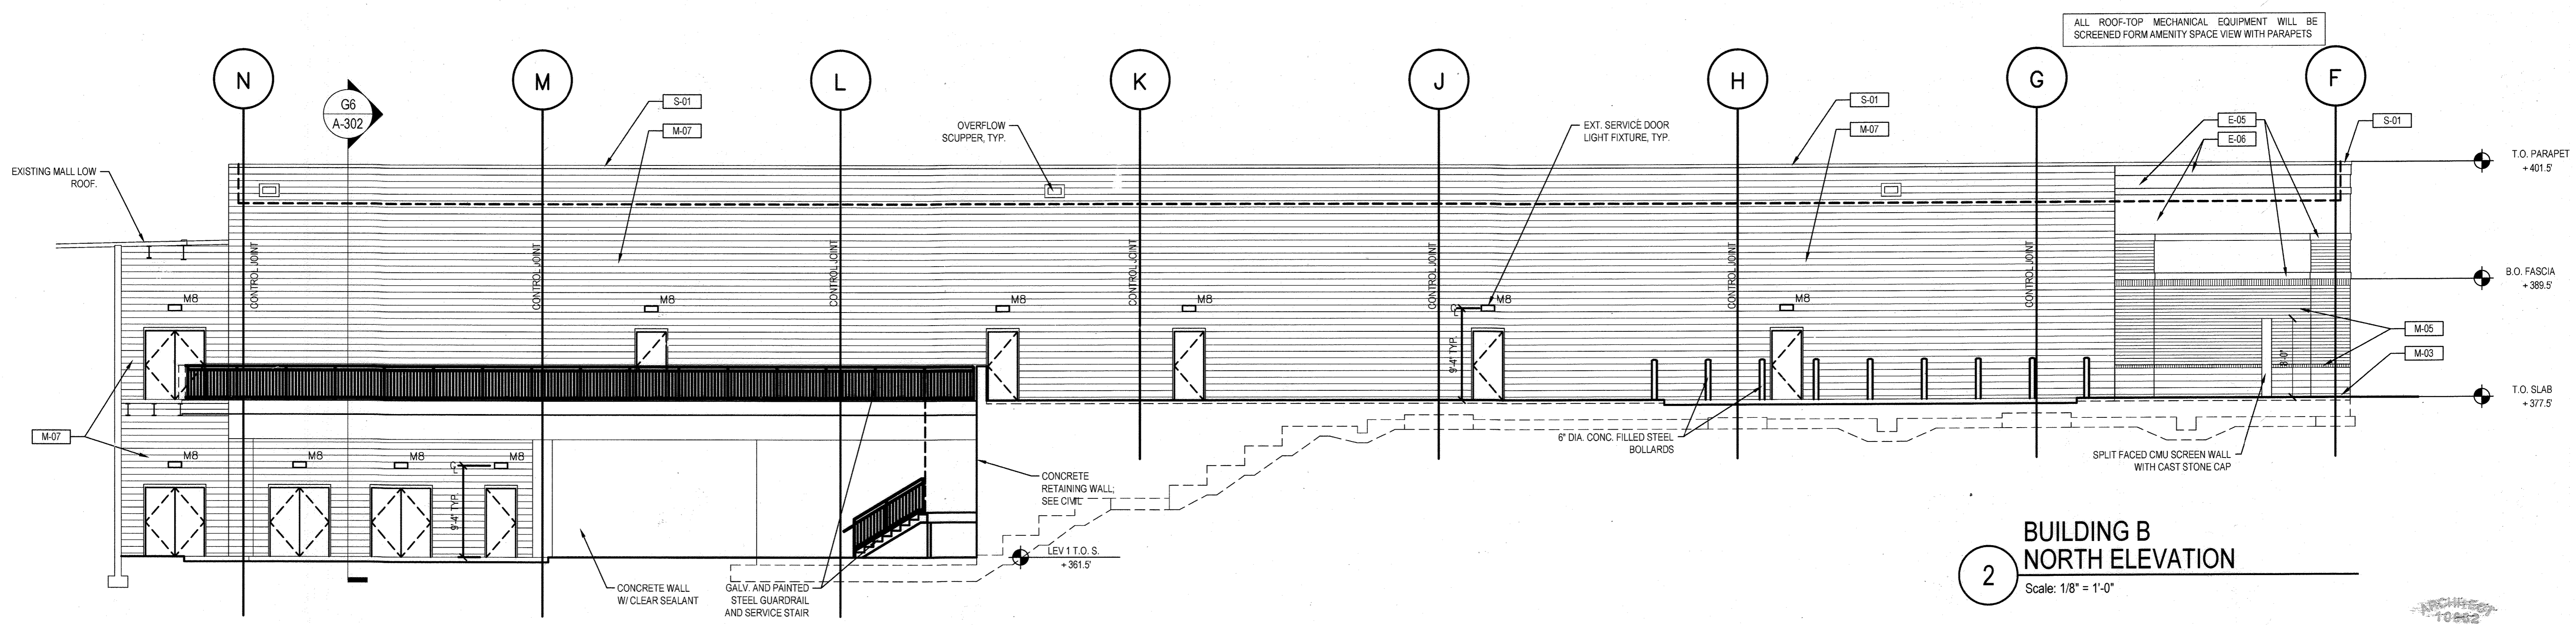 ALL ROOF-TOP MECHANICAL EQUIPMENT WILL BE
SCREENED FORM AMENITY SPACE VIEW WITH PARAPETS
N
M
L
K
J
H
G
F
G6
A-302
S-01
M-07
OVERFLOW
SCUPPER, TYP.
EXT. SERVICE DOOR
LIGHT FIXTURE, TYP.
S-01
M-07
E-05
E-06
S-01
T.O. PARAPET
+ 401.5'
EXISTING MALL LOW
ROOF.
CONTROL JOINT
CONTROL JOINT
CONTROL JOINT
CONTROL JOINT
CONTROL JOINT
CONTROL JOINT
CONTROL JOINT
B.O. FASCIA
+ 389.5'
M8
M8
M8
M8
M8
M8
9'-4" TYP.
8'-0"
M-05
M-03
T.O. SLAB
+ 377.5'
M-07
M8
M8
M8
M8
9'-4" TYP.
6" DIA. CONC. FILLED STEEL
BOLLARDS
SPLIT FACED CMU SCREEN WALL
WITH CAST STONE CAP
CONCRETE
RETAINING WALL;
SEE CIVIL
LEV 1 T.O. S.
+ 361.5'
CONCRETE WALL
W/ CLEAR SEALANT
GALV. AND PAINTED
STEEL GUARDRAIL
AND SERVICE STAIR
2
BUILDING B
NORTH ELEVATION
Scale: 1/8" = 1'-0"
ARCHITECT